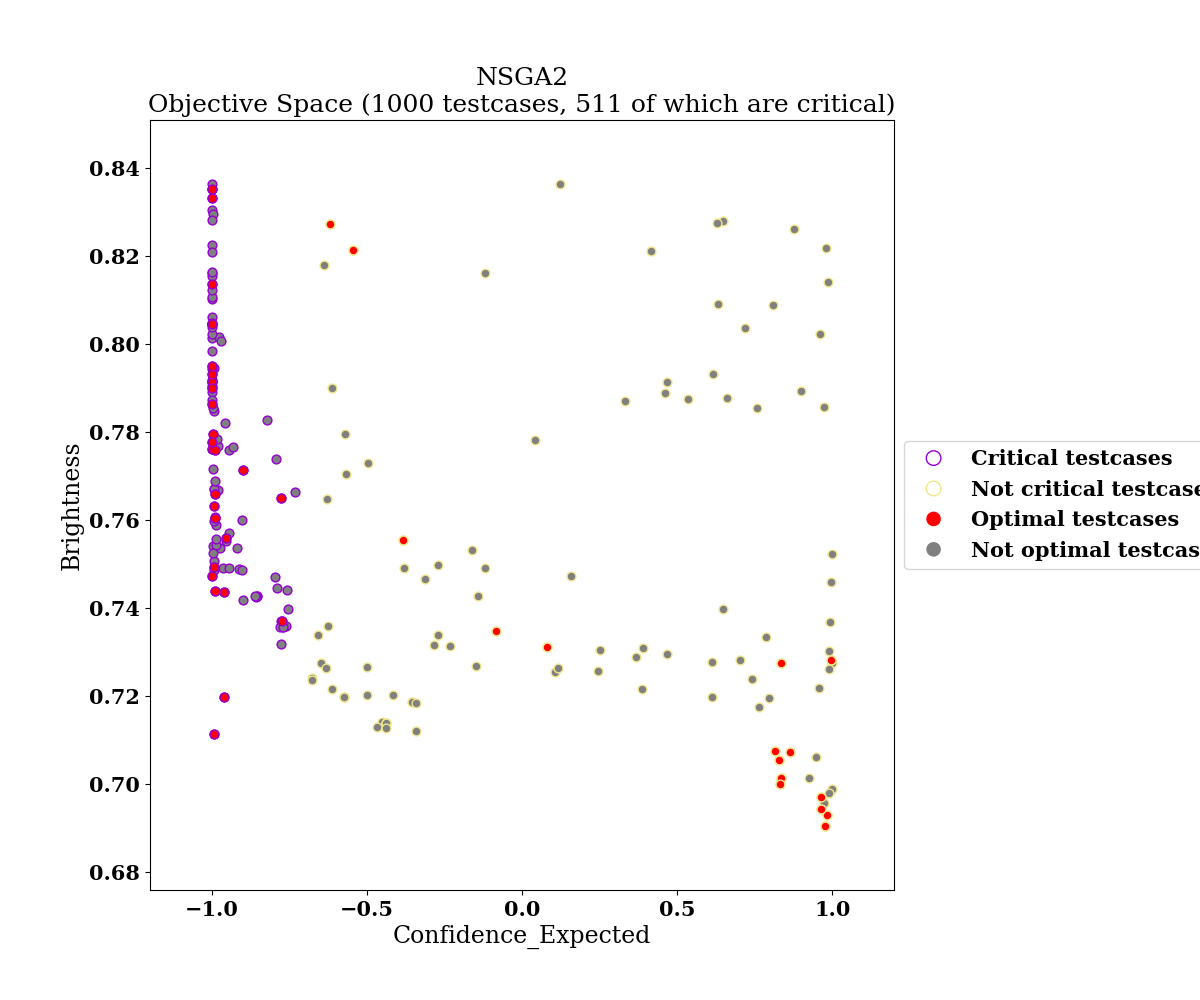 NSGA2
Objective Space (1000 testcases, 511 of which are critical)
0.84
0.82
0.80
0.78
0.76
0.74
0.72
0.70
0.68
Brightness
−1.0
−0.5
0.0
0.5
1.0
Confidence_Expected
Critical testcases
Not critical testcase
Optimal testcases
Not optimal testcas